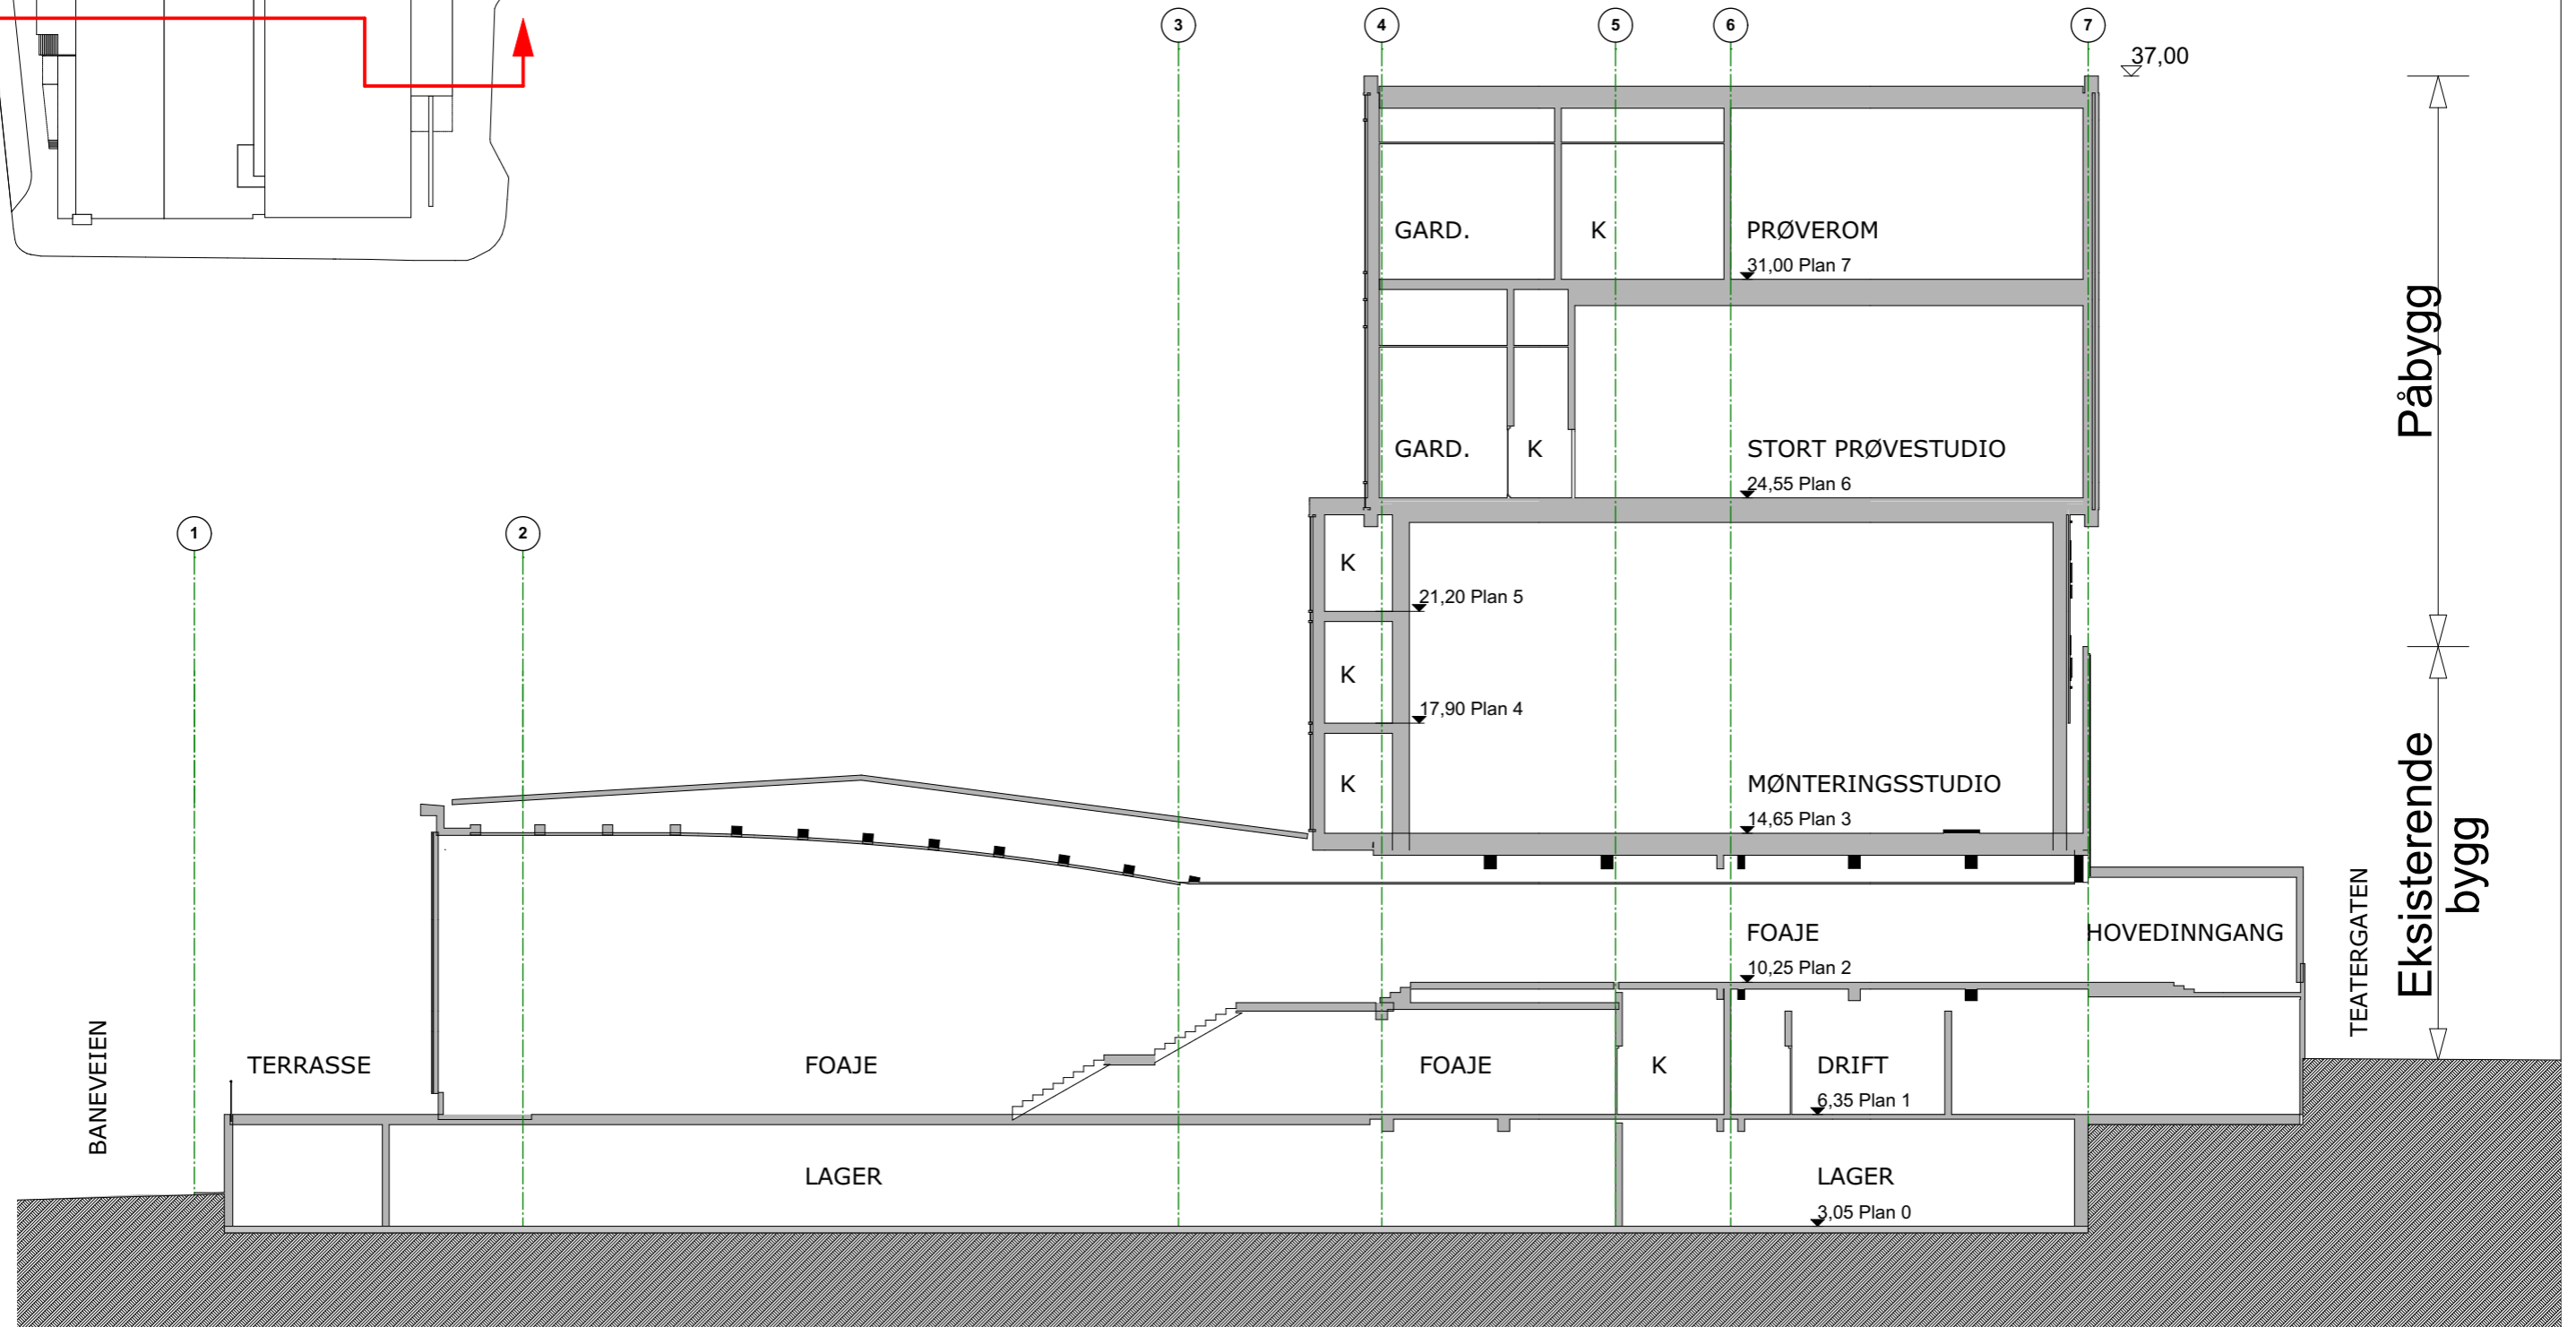 3
4
5
6
7
37,00
GARD.
K
PRØVEROM
31,00 Plan 7
GARD.
K
STORT PRØVESTUDIO
24,55 Plan 6
Påbygg
1
2
K
21,20 Plan 5
K
17,90 Plan 4
K
MØNTERINGSSTUDIO
14,65 Plan 3
FOAJE
10,25 Plan 2
HOVEDINNGANG
TEATERGATEN
Eksisterende
bygg
BANEVEIEN
TERRASSE
FOAJE
FOAJE
K
DRIFT
6,35 Plan 1
LAGER
LAGER
3,05 Plan 0